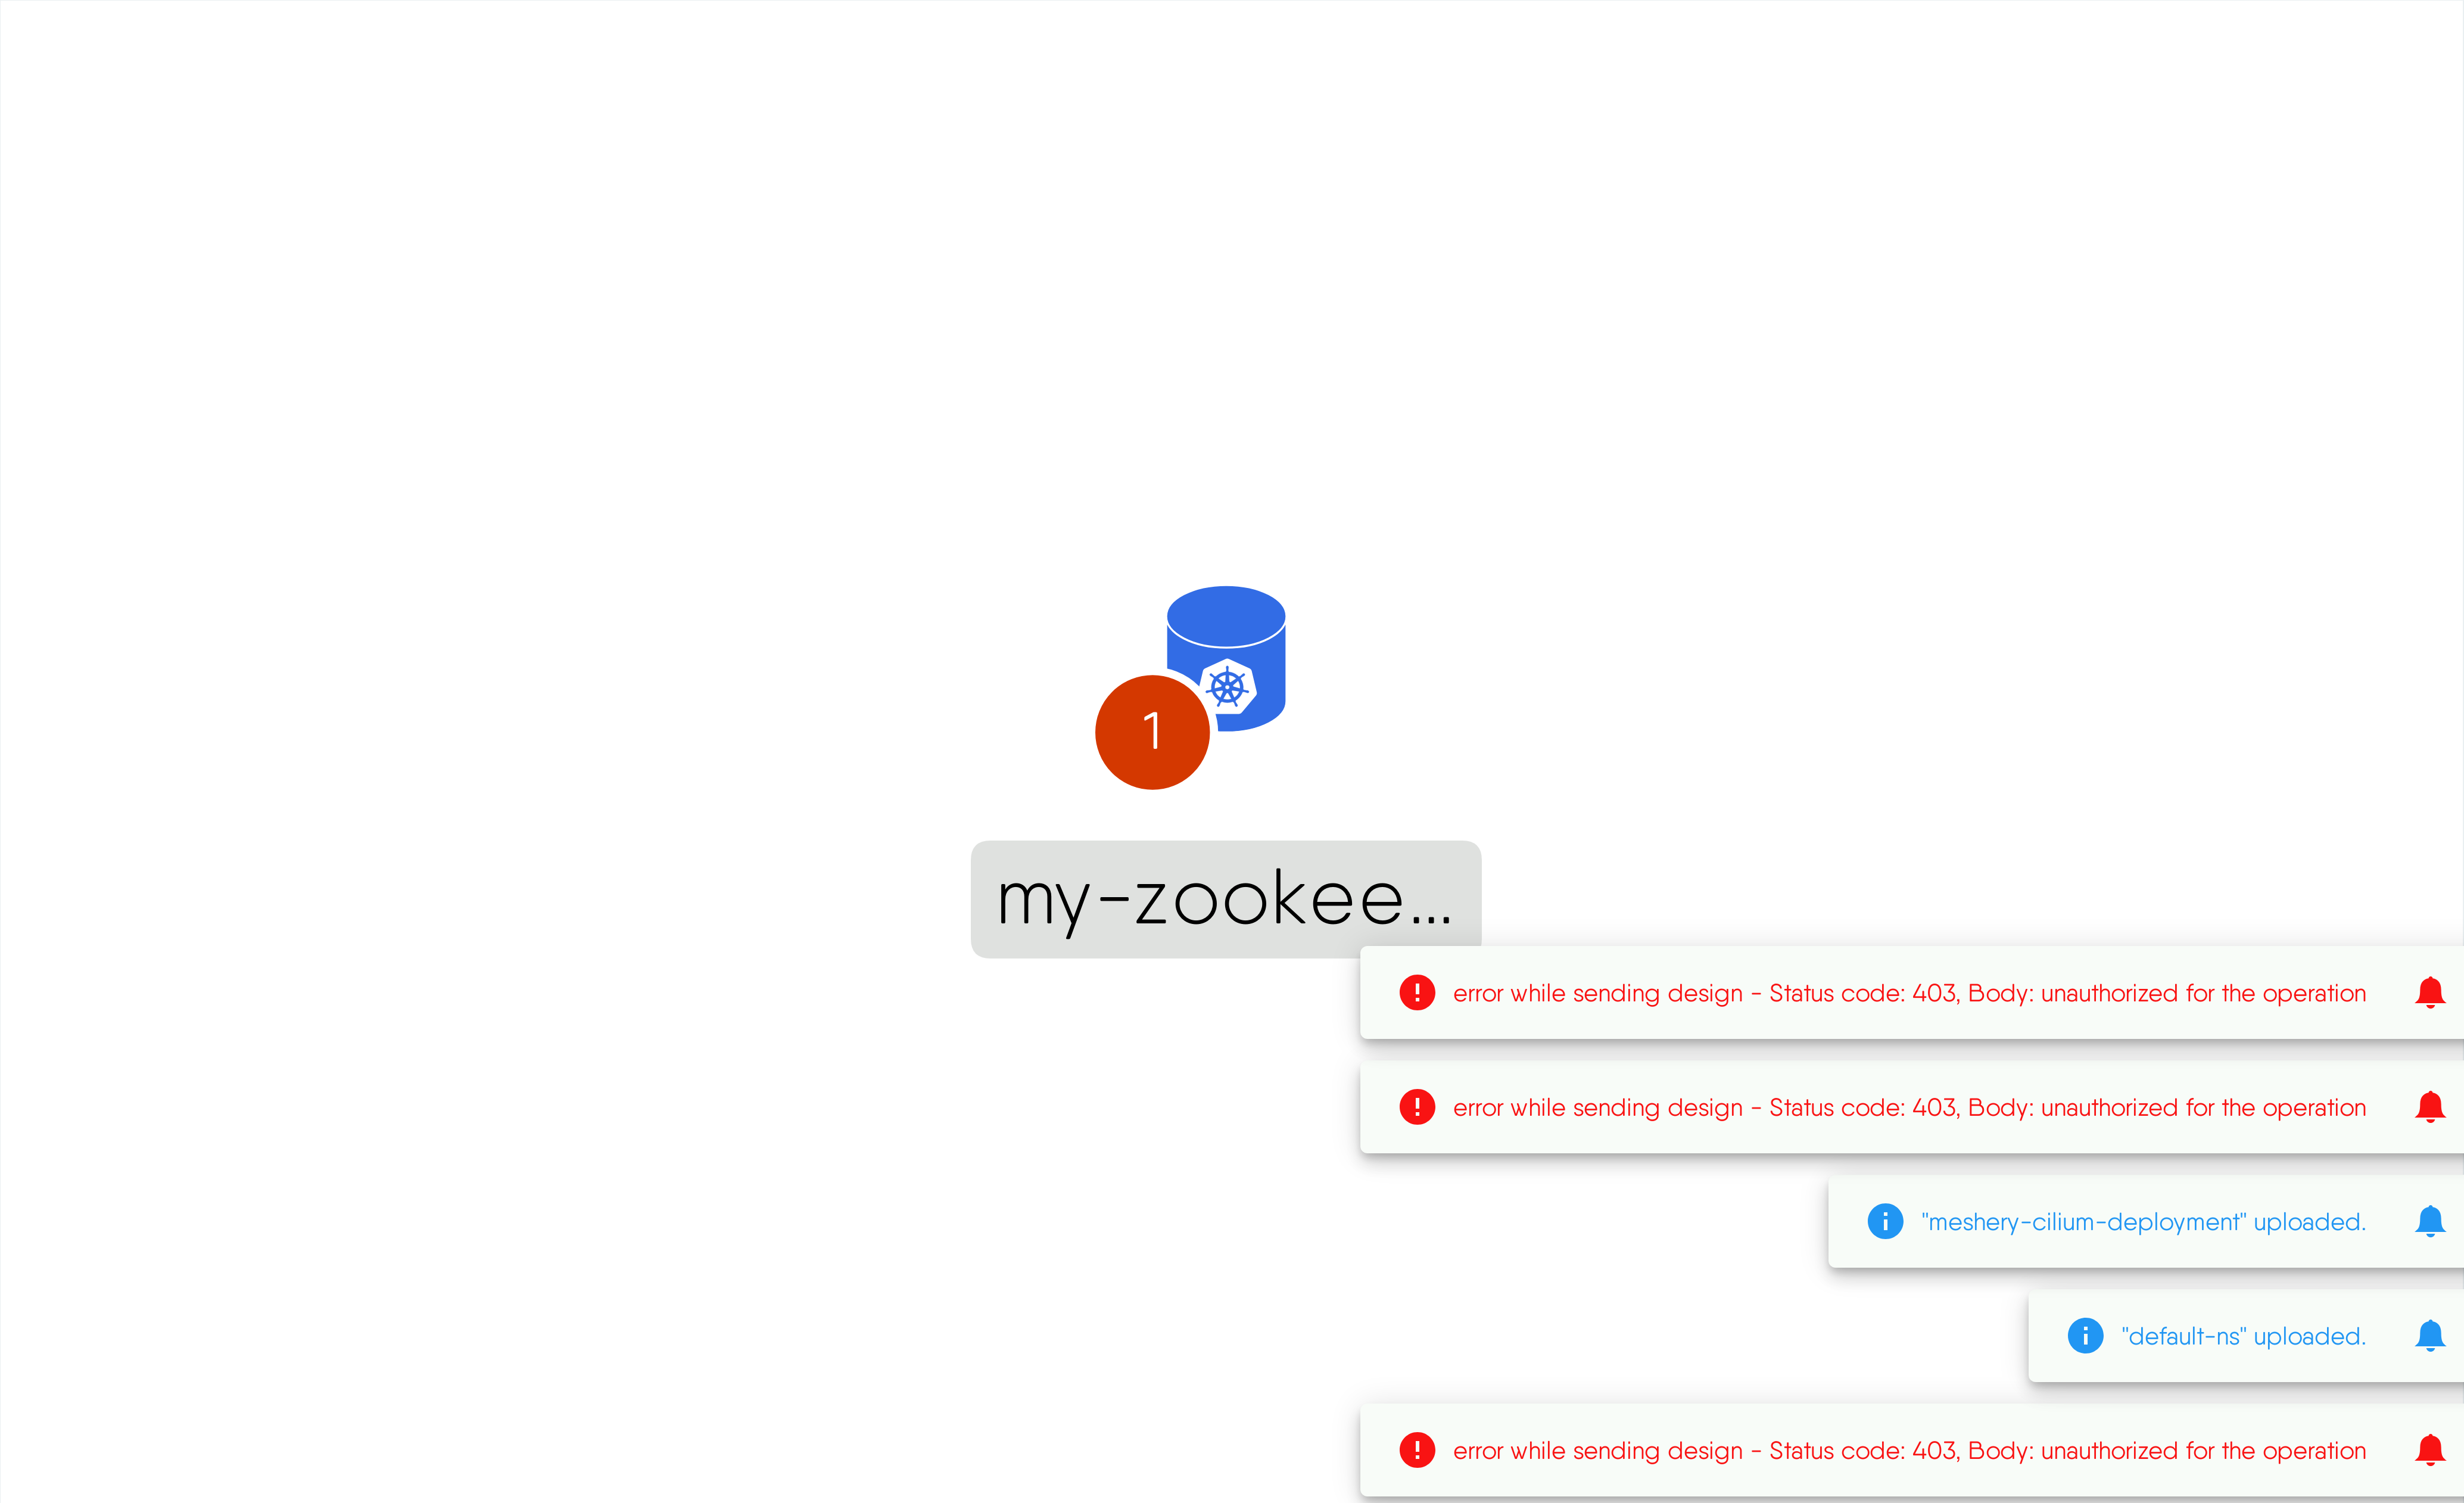 1
my-zookee...
error while sending design - Status code: 403, Body: unauthorized for the operation
error while sending design - Status code: 403, Body: unauthorized for the operation
"meshery-cilium-deployment" uploaded.
"default-ns" uploaded.
error while sending design - Status code: 403, Body: unauthorized for the operation